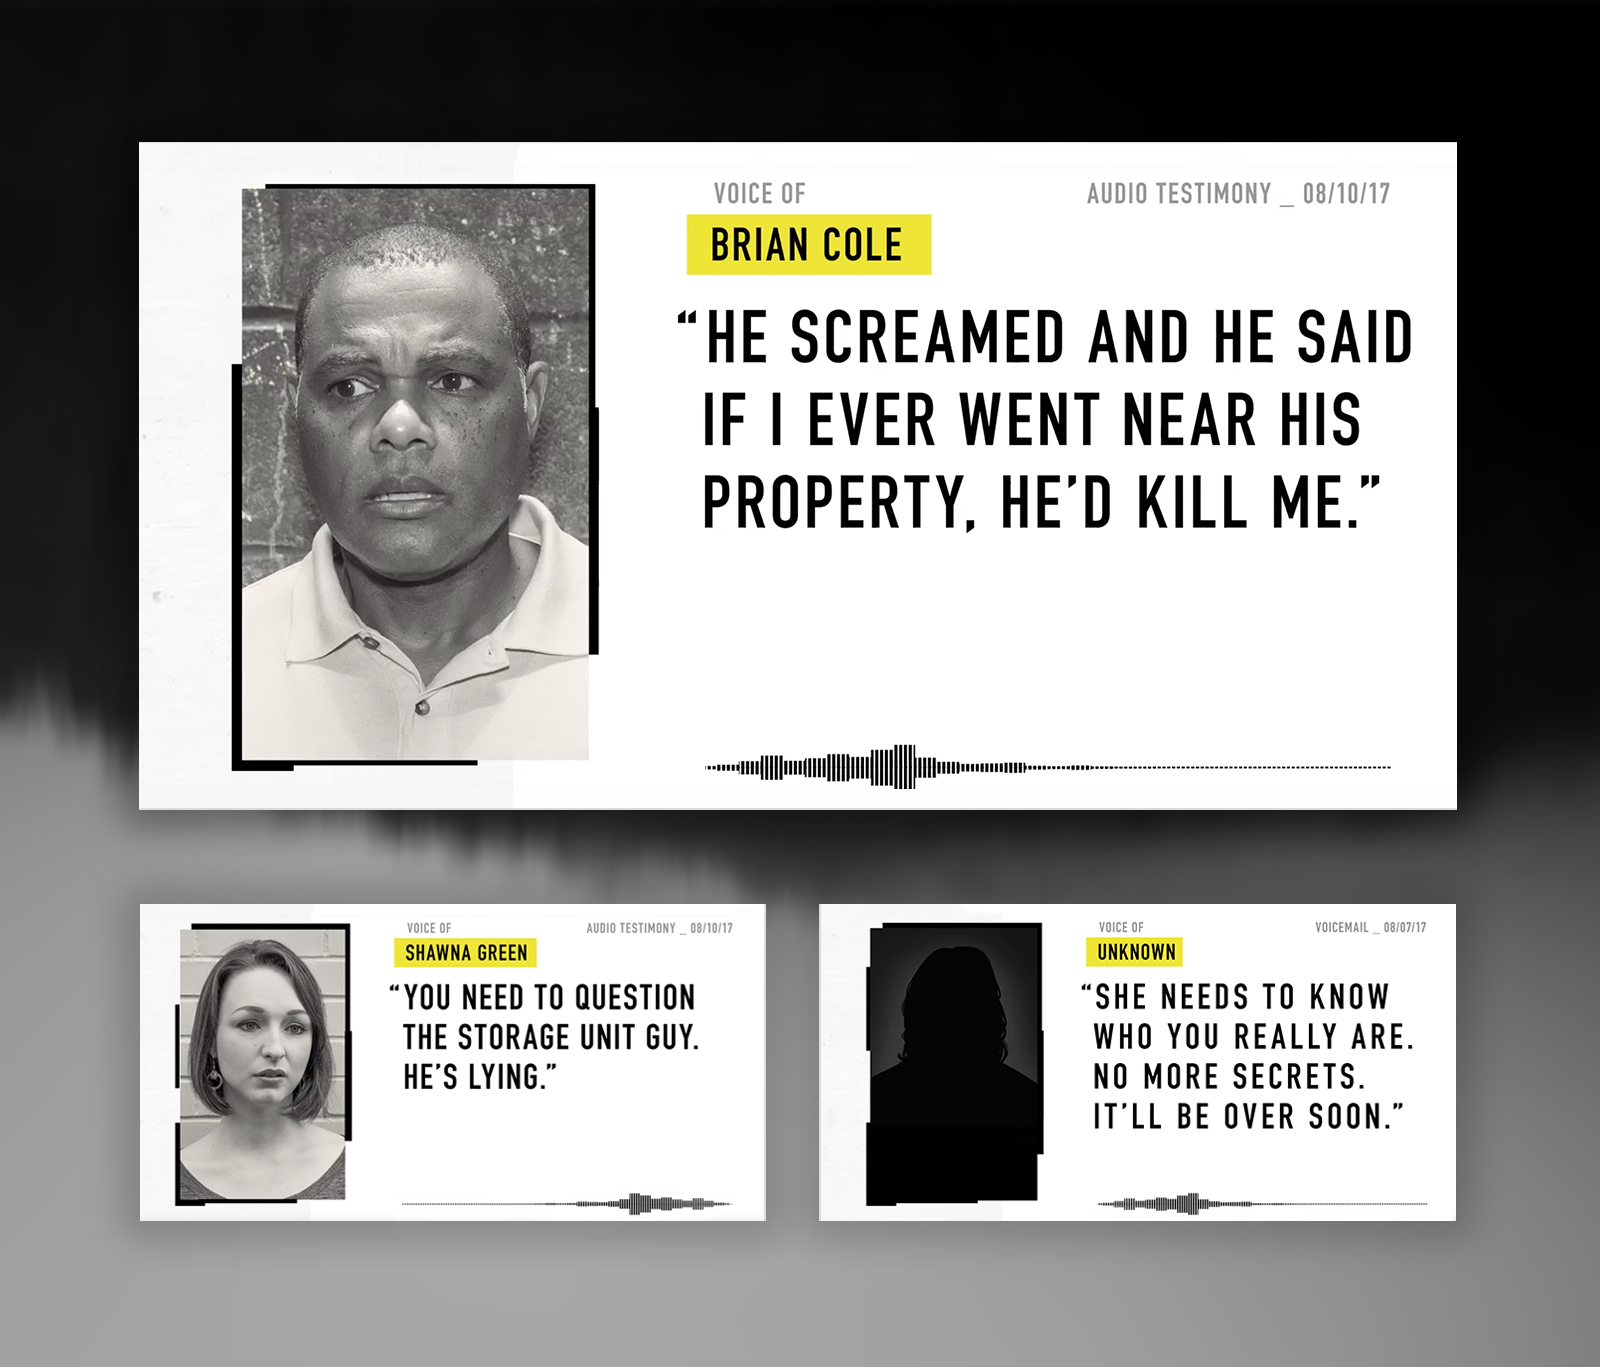 VOICE OF
AUDIO TESTIMONY _ 08/10/17
BRIAN COLE
“HE SCREAMED AND HE SAID
IF I EVER WENT NEAR HIS
PROPERTY, HE’D KILL ME.”
VOICE OF
AUDIO TESTIMONY _ 08/10/17
SHAWNA GREEN
“YOU NEED TO QUESTION
THE STORAGE UNIT GUY.
HE’S LYING.”
VOICE OF
VOICEMAIL _ 08/07/17
UNKNOWN
“SHE NEEDS TO KNOW
WHO YOU REALLY ARE.
NO MORE SECRETS.
IT’LL BE OVER SOON.”